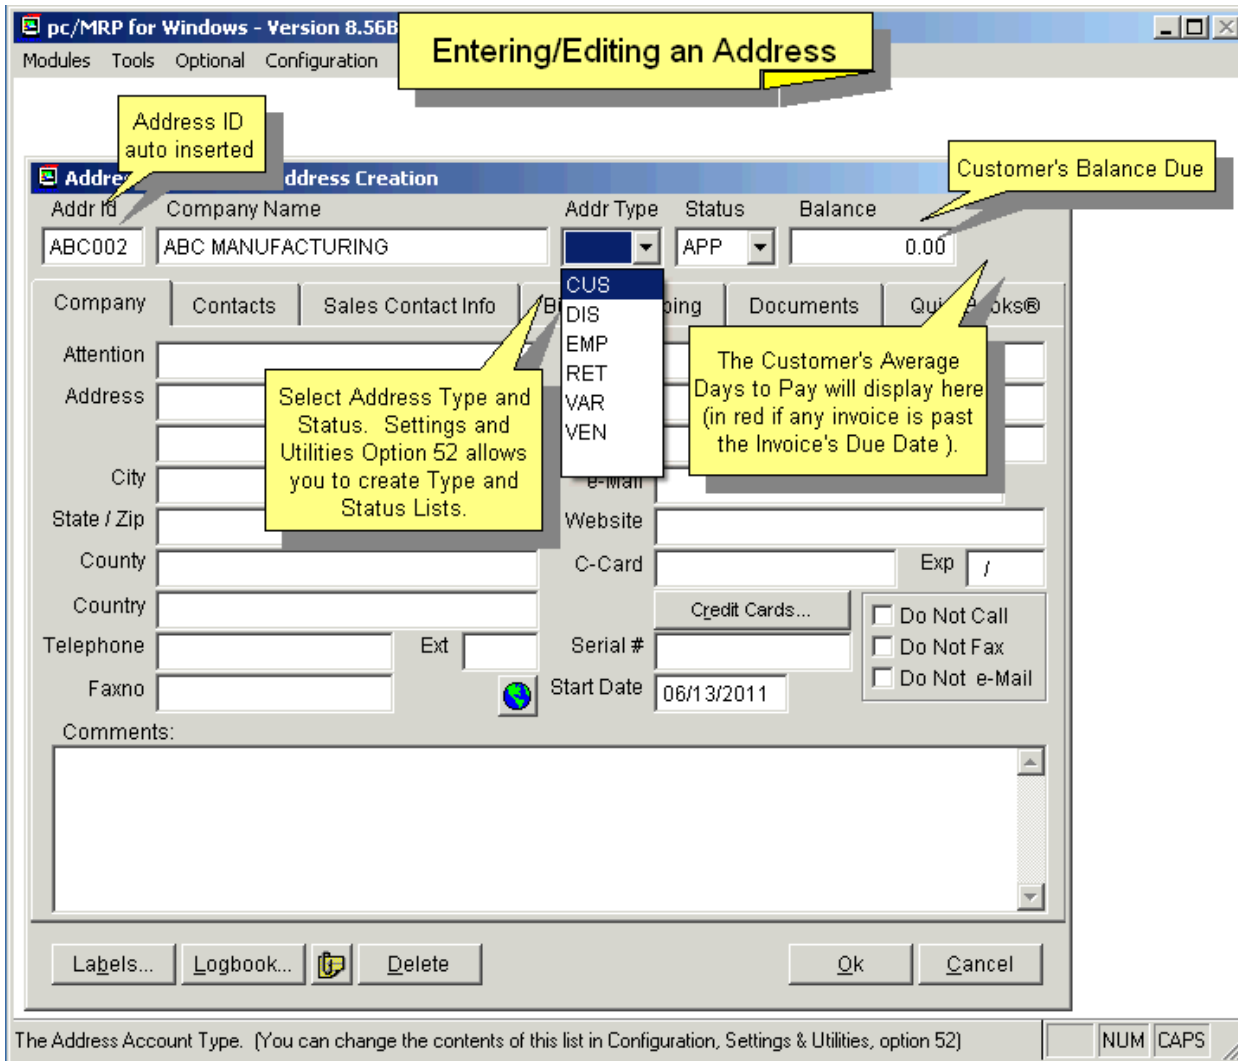 pc/MRP for Windows - Version 8.56B
Entering/Editing an Address
Modules Tools Optional Configuration
Address ID
auto inserted
Customer's Balance Due
Address Creation
Addr Id Company Name Addr Type Status Balance
ABC002 ABC MANUFACTURING APP 0.00
Company Contacts Sales Contact Info Documents
CUS
DIS
EMP
RET
VAR
VEN
Select Address Type and
Status. Settings and
Utilities Option 52 allows
you to create Type and
Status Lists.
The Customer's Average
Days to Pay will display here
(in red if any invoice is past
the Invoice's Due Date ).
Attention
Address
City e-Mail
State / Zip Website
County C-Card Exp /
Country Credit Cards... Do Not Call
Telephone Ext Serial # Do Not Fax
Faxno Start Date 06/13/2011 Do Not e-Mail
Comments:
Labels... Logbook... Delete Ok Cancel
The Address Account Type. (You can change the contents of this list in Configuration, Settings & Utilities, option 52) NUM CAPS